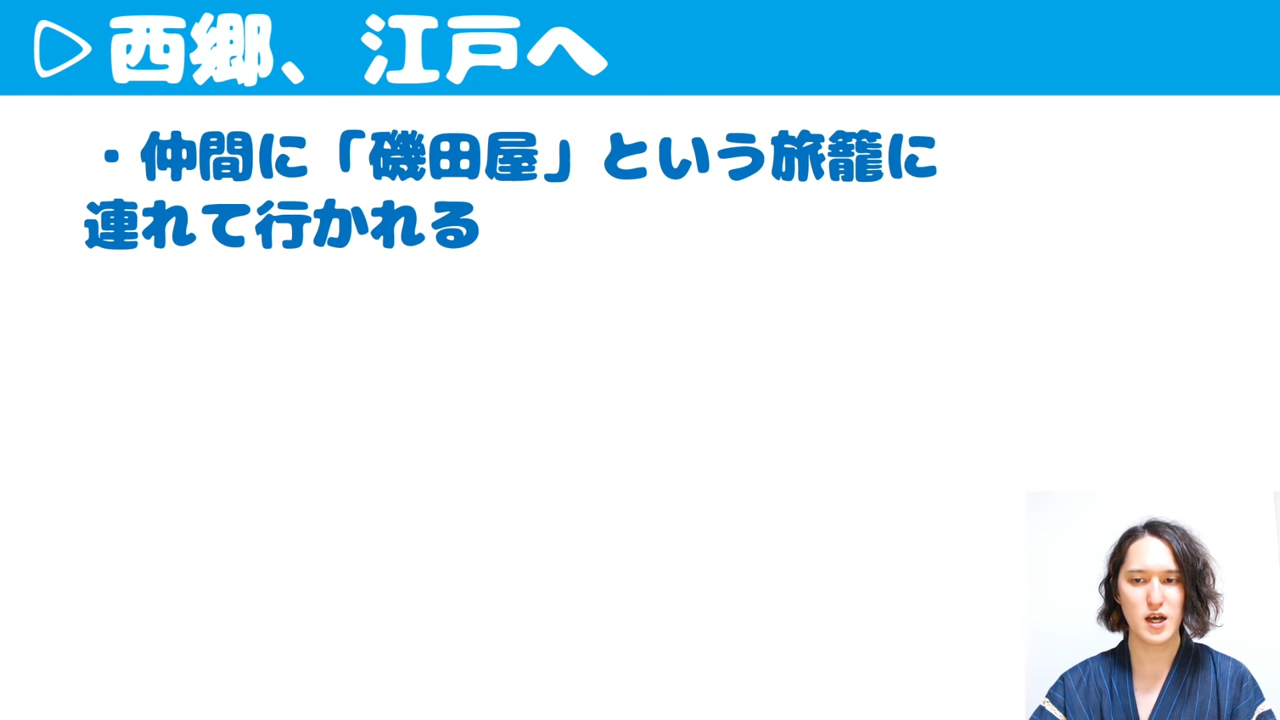 西郷、江戸へ
・仲間に「磯田屋」という旅籠に
連れて行かれる